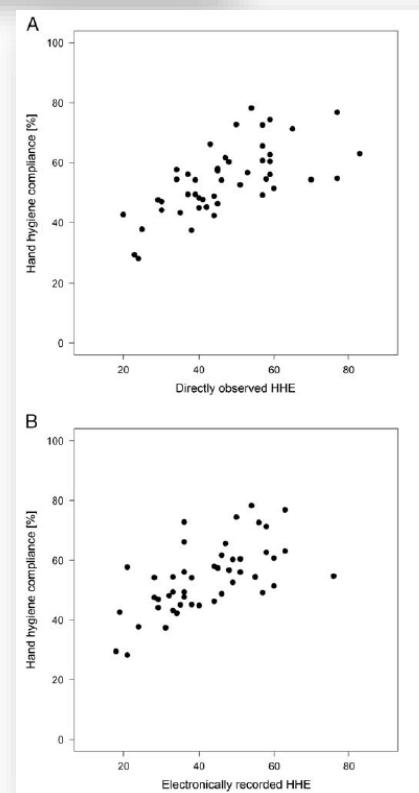 A
100
80
60
40
20
0
Hand hygiene compliance [%]
20 40 60 80
Directly observed HHE
B
100
80
60
40
20
0
Hand hygiene compliance [%]
20 40 60 80
Electronically recorded HHE